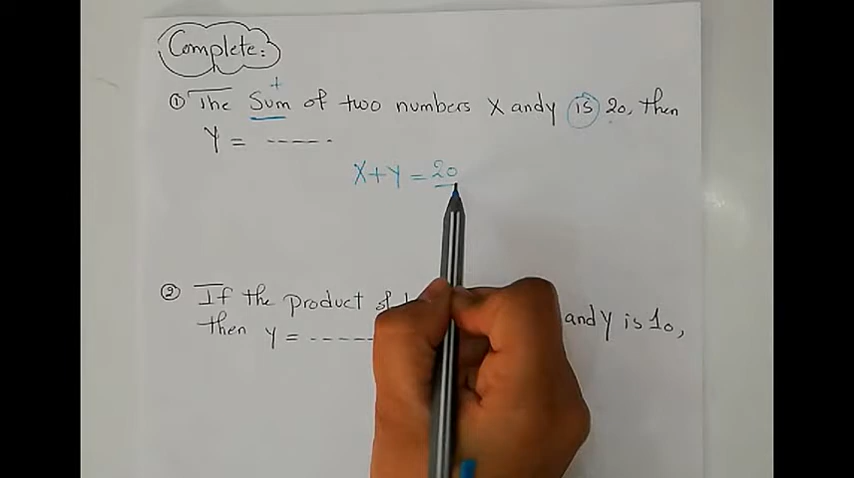 Complete:
+
① The Sum of two numbers X and y is 20, then
Y = -----
X+Y = 20
② If the product of and Y is 10,
then y = -----